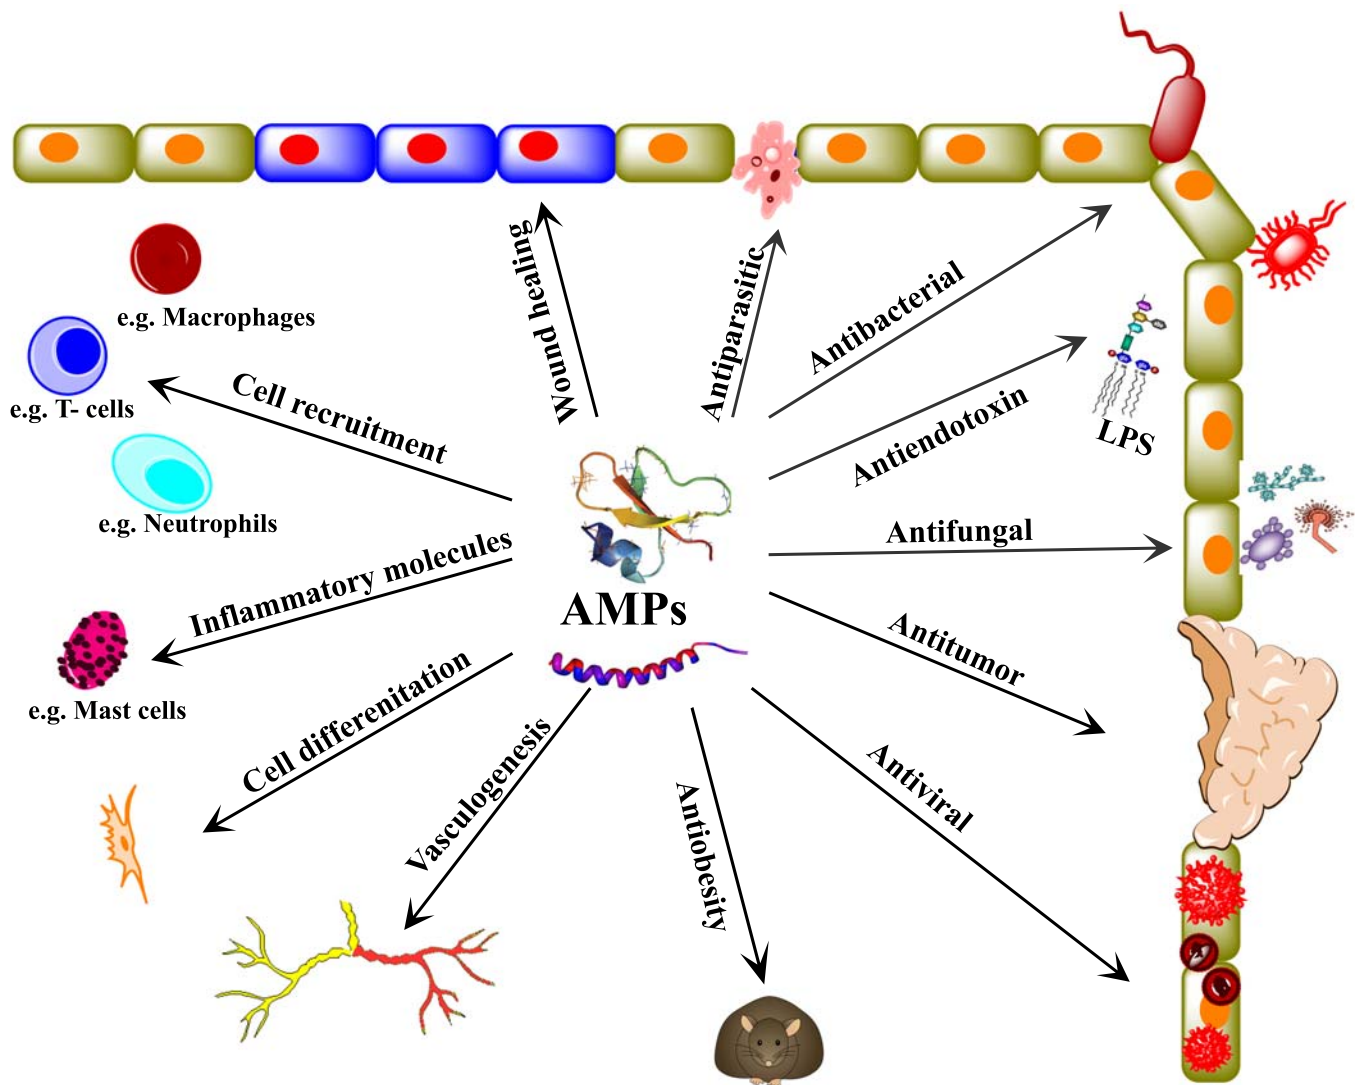 Wound healing
Antiparasitic
Antibacterial
e.g. Macrophages
LPS
Antiendotoxin
e.g. T- cells
Cell recruitment
e.g. Neutrophils
Antifungal
Inflammatory molecules
AMPs
Antitumor
e.g. Mast cells
Cell differenitation
Vasculogenesis
Antiobesity
Antiviral